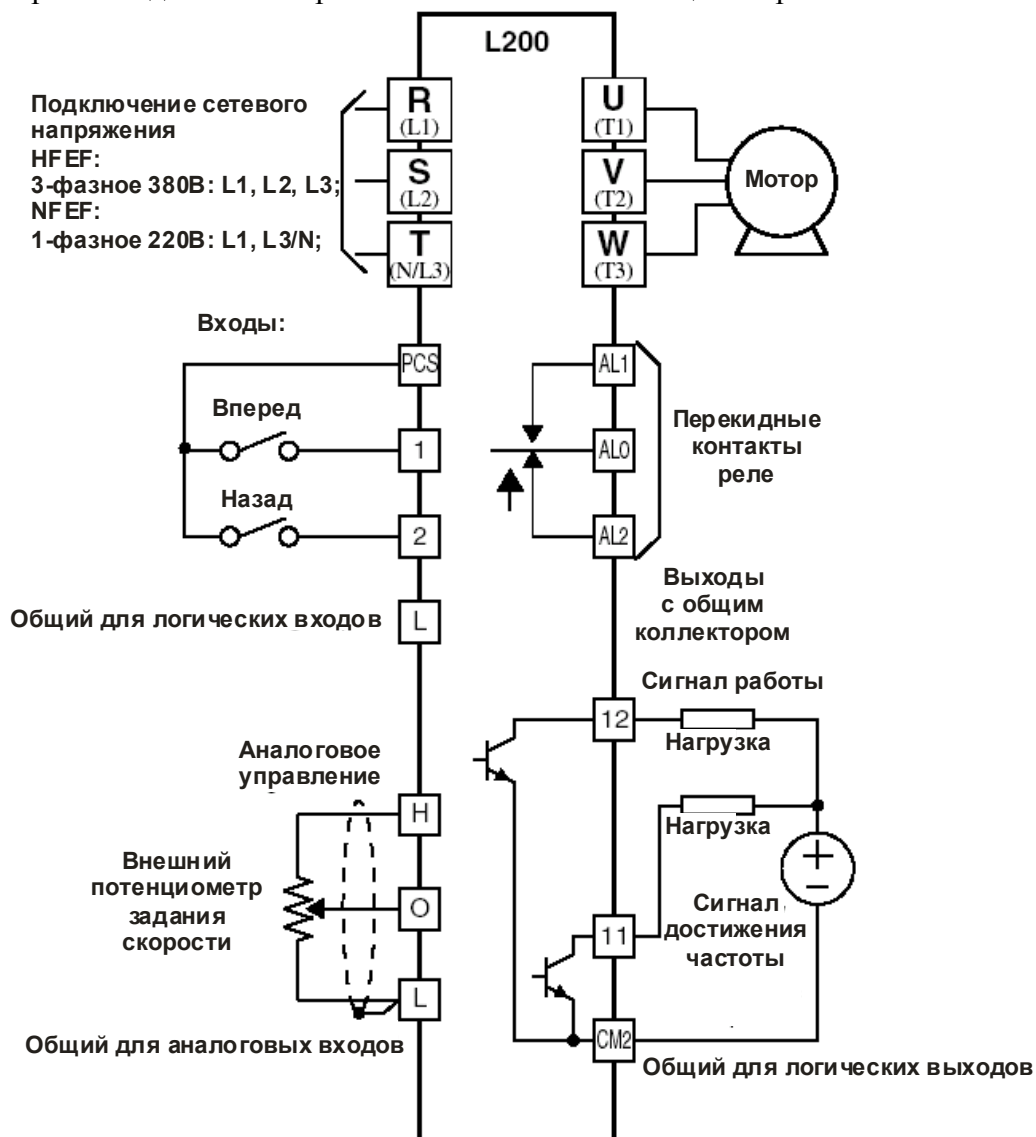 L200
Подключение сетевого
напряжения
HFEF:
3-фазное 380В: L1, L2, L3;
NFEF:
1-фазное 220В: L1, L3/N;
R
(L1)
S
(L2)
T
(N/L3)
U
(T1)
V
(T2)
W
(T3)
Мотор
Входы:
PCS
Вперед
1
Назад
2
Общий для логических входов
L
AL1
AL0
AL2
Перекидные
контакты
реле
Выходы
с общим
коллектором
Сигнал работы
12
Нагрузка
Нагрузка
+
−
Сигнал
достижения
частоты
11
CM2
Общий для логических выходов
Аналоговое
управление
H
Внешний
потенциометр
задания
скорости
O
L
Общий для аналоговых входов